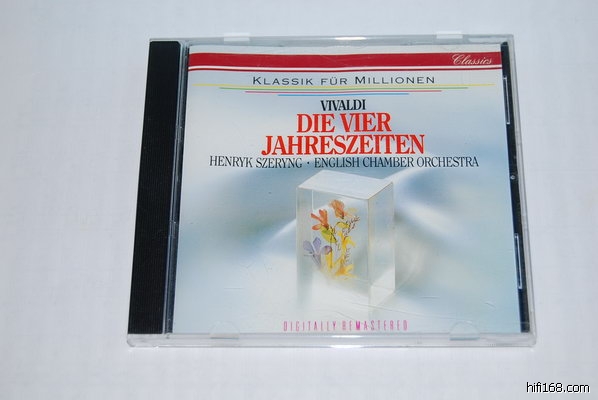 Classics
KLASSIK FÜR MILLIONEN
VIVALDI
DIE VIER
JAHRESZEITEN
HENRYK SZERYNG · ENGLISH CHAMBER ORCHESTRA
DIGITALLY REMASTERED
hifi168.com